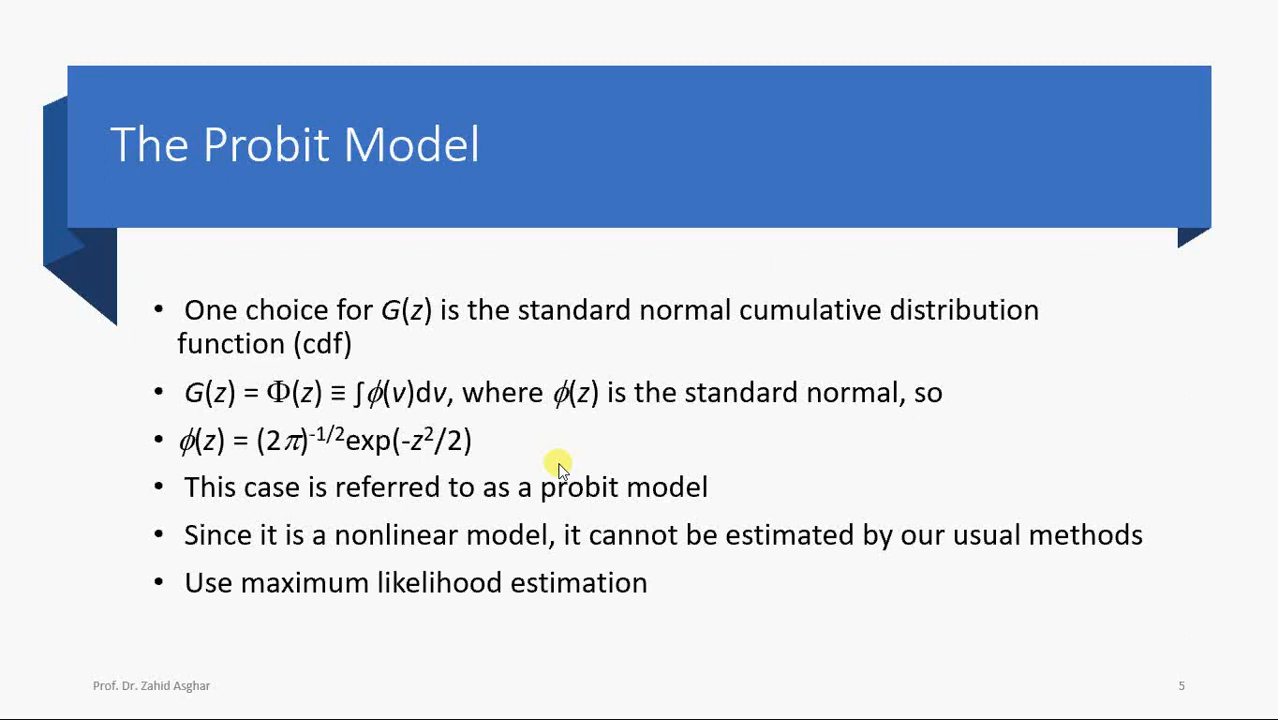 The Probit Model
• One choice for G(z) is the standard normal cumulative distribution
function (cdf)
• G(z) = Φ(z) ≡ ∫ϕ(v)dv, where ϕ(z) is the standard normal, so
• ϕ(z) = (2π)^-1/2exp(-z²/2)
• This case is referred to as a probit model
• Since it is a nonlinear model, it cannot be estimated by our usual methods
• Use maximum likelihood estimation
Prof. Dr. Zahid Asghar
5